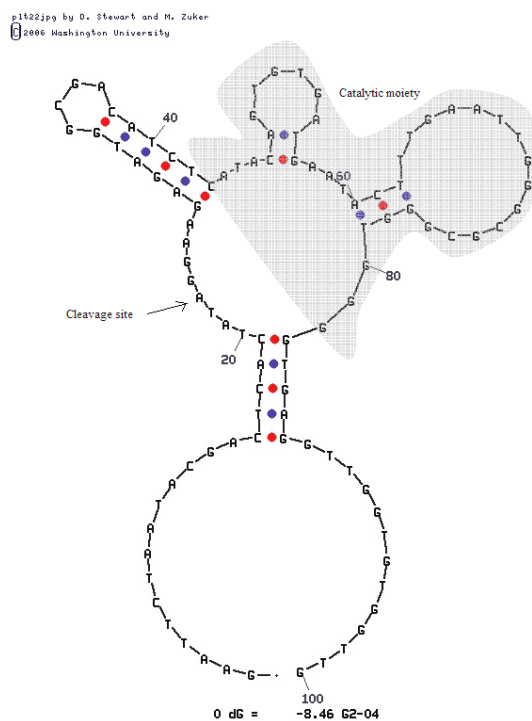 plt22jpg by D. Stewart and M. Zuker
© 2006 Washington University
Catalytic moiety
40
60
80
Cleavage site
20
100
0 dG = -8.46 G2-04